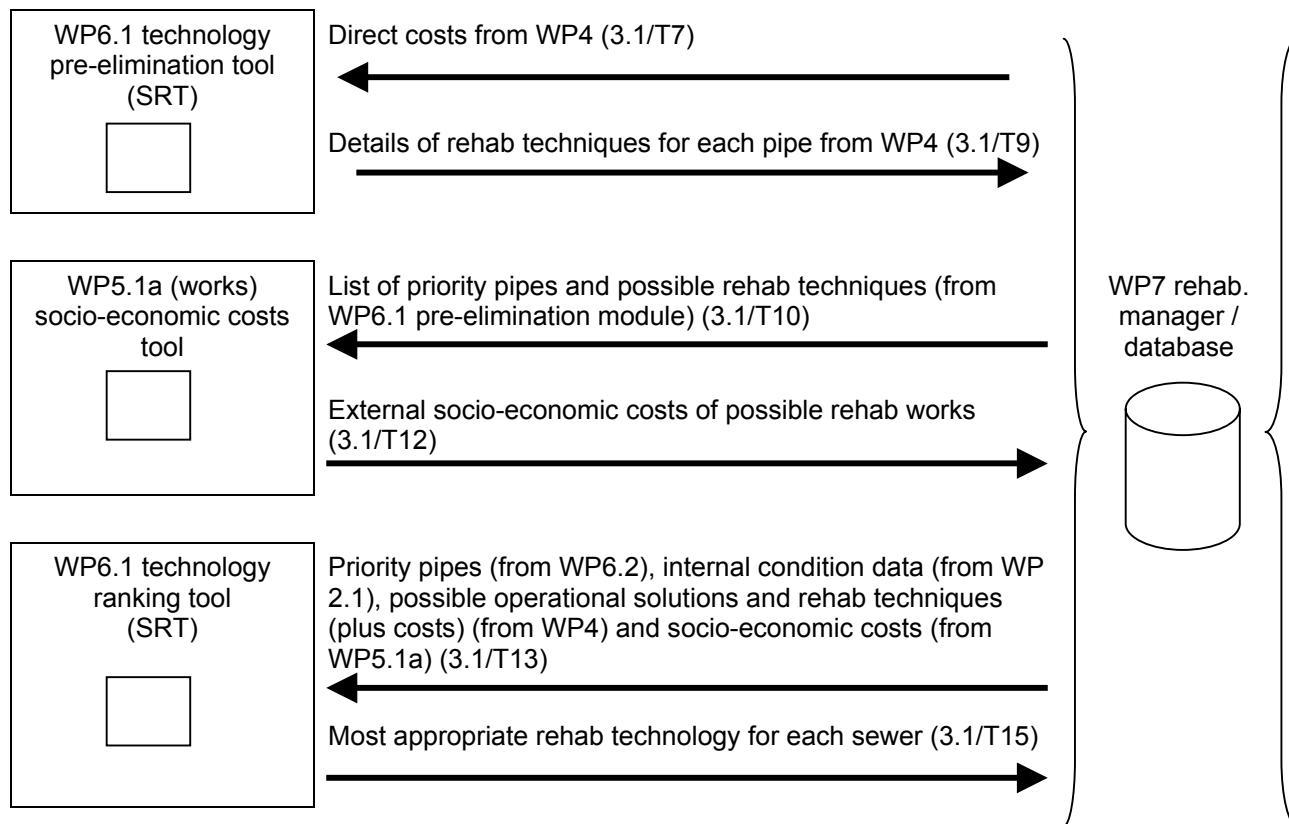 WP6.1 technology
pre-elimination tool
(SRT)
Direct costs from WP4 (3.1/T7)
Details of rehab techniques for each pipe from WP4 (3.1/T9)
WP5.1a (works)
socio-economic costs
tool
List of priority pipes and possible rehab techniques (from
WP6.1 pre-elimination module) (3.1/T10)
External socio-economic costs of possible rehab works
(3.1/T12)
WP7 rehab.
manager /
database
WP6.1 technology
ranking tool
(SRT)
Priority pipes (from WP6.2), internal condition data (from WP
2.1), possible operational solutions and rehab techniques
(plus costs) (from WP4) and socio-economic costs (from
WP5.1a) (3.1/T13)
Most appropriate rehab technology for each sewer (3.1/T15)